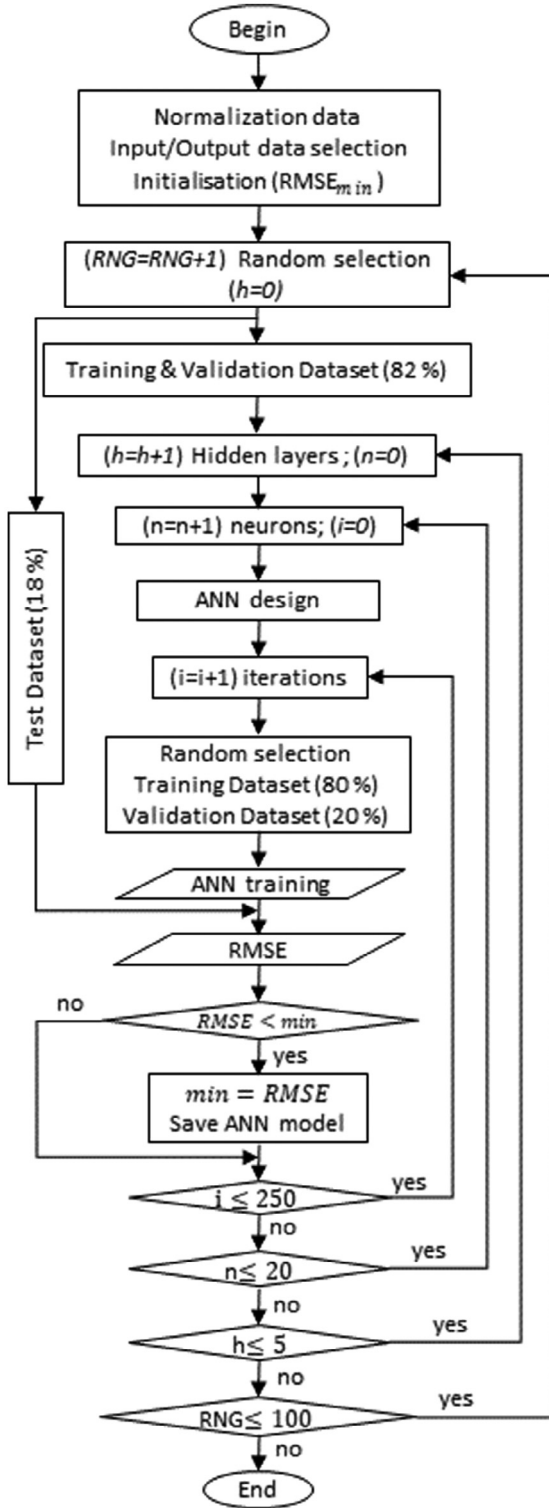 Begin
Normalization data
Input/Output data selection
Initialisation (RMSE_min)
(RNG=RNG+1) Random selection
(h=0)
Training & Validation Dataset (82 %)
(h=h+1) Hidden layers ; (n=0)
(n=n+1) neurons; (i=0)
Test Dataset (18 %)
ANN design
(i=i+1) iterations
Random selection
Training Dataset (80 %)
Validation Dataset (20 %)
ANN training
RMSE
no
RMSE < min
yes
min = RMSE
Save ANN model
i ≤ 250
yes
no
n≤ 20
yes
no
h≤ 5
yes
no
RNG≤ 100
yes
no
End